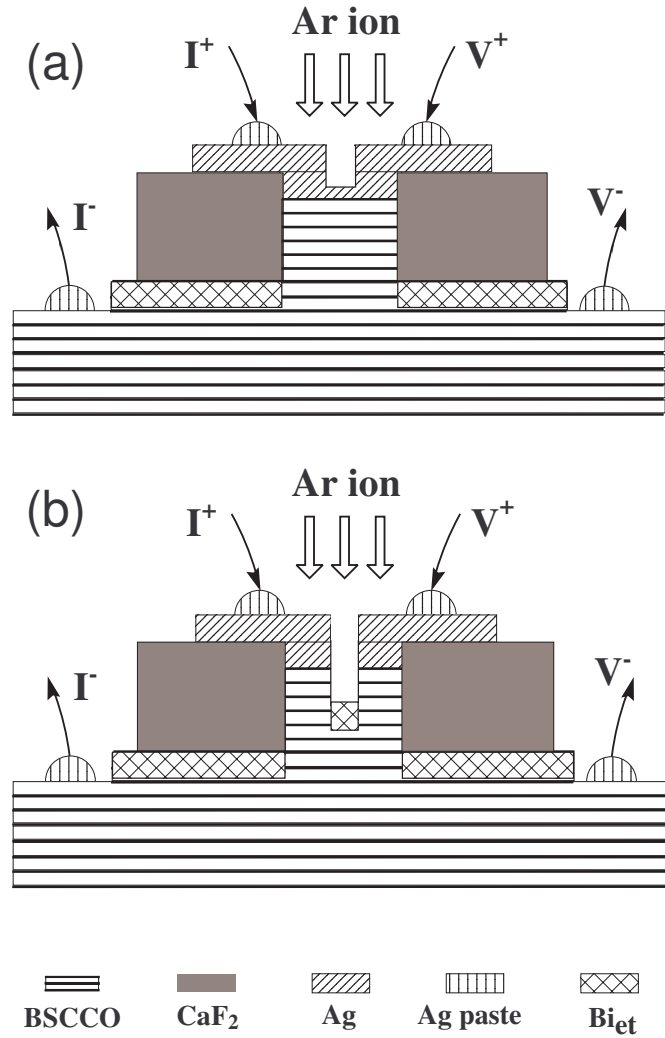 (a)
Ar ion
I⁺ V⁺
I⁻ V⁻
(b)
Ar ion
I⁺ V⁺
I⁻ V⁻
BSCCO CaF₂ Ag Ag paste Biₑₜ